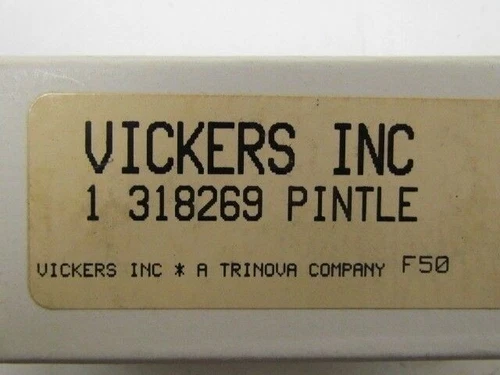 VICKERS INC
1 318269 PINTLE
VICKERS INC * A TRINOVA COMPANY F50